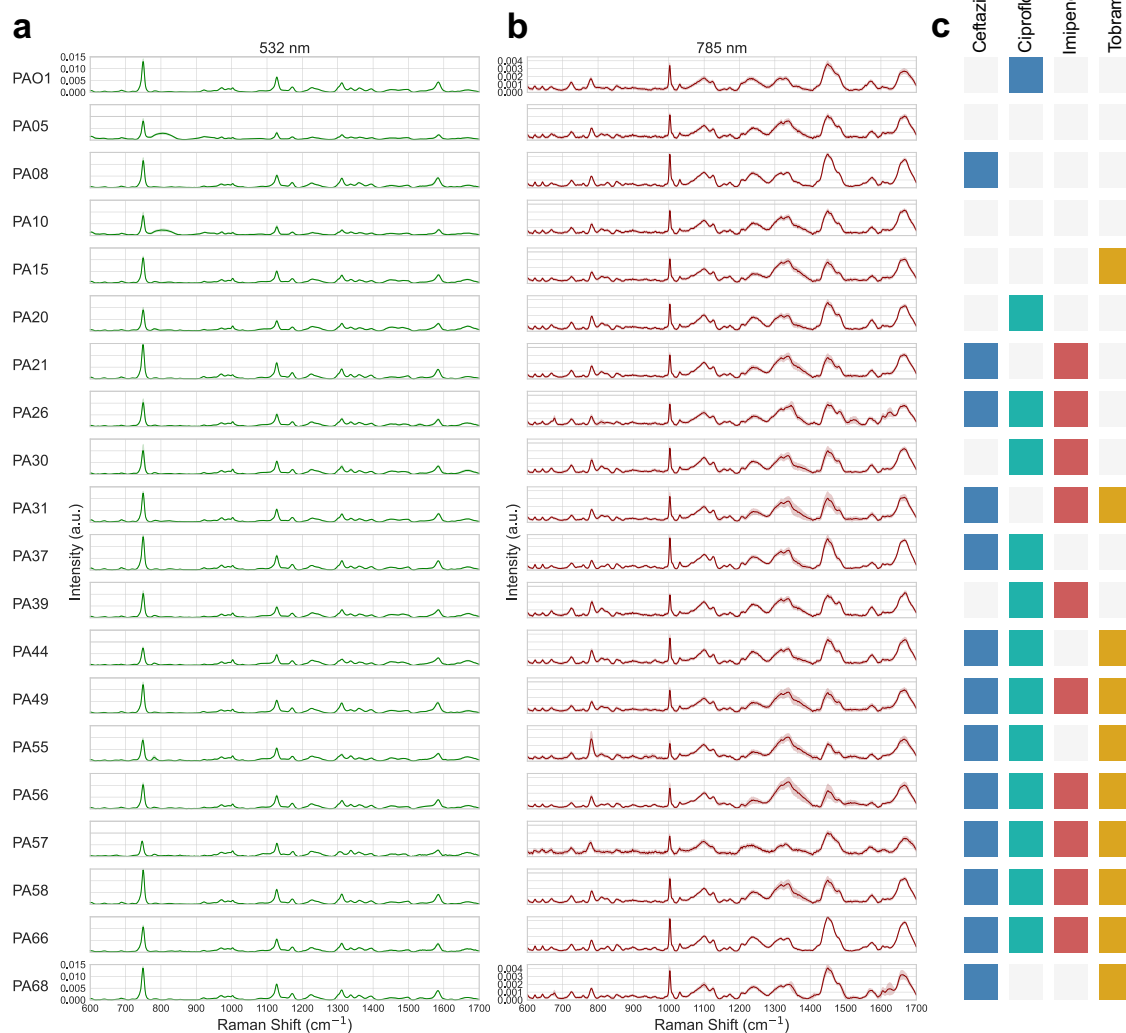 a
b
c
532 nm
785 nm
Ceftazi
Ciproflo
Imipene
Tobram
PAO1
PA05
PA08
PA10
PA15
PA20
PA21
PA26
PA30
PA31
PA37
PA39
PA44
PA49
PA55
PA56
PA57
PA58
PA66
PA68
0.015
0.010
0.005
0.000
0.004
0.003
0.002
0.001
0.000
Intensity (a.u.)
Intensity (a.u.)
0.015
0.010
0.005
0.000
0.004
0.003
0.002
0.001
0.000
600 700 800 900 1000 1100 1200 1300 1400 1500 1600 1700
600 700 800 900 1000 1100 1200 1300 1400 1500 1600 1700
Raman Shift (cm⁻¹)
Raman Shift (cm⁻¹)